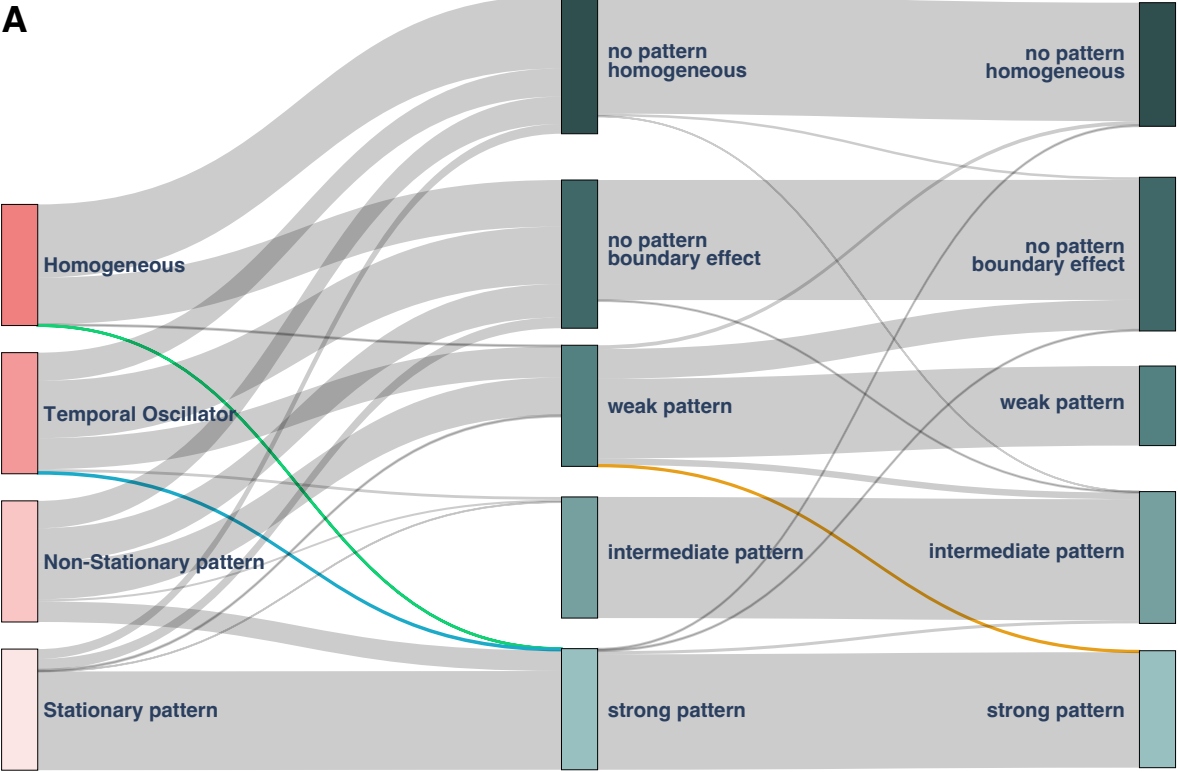 A
no pattern
homogeneous
no pattern
homogeneous
no pattern
boundary effect
no pattern
boundary effect
Homogeneous
weak pattern
weak pattern
Temporal Oscillator
intermediate pattern
intermediate pattern
Non-Stationary pattern
Stationary pattern
strong pattern
strong pattern